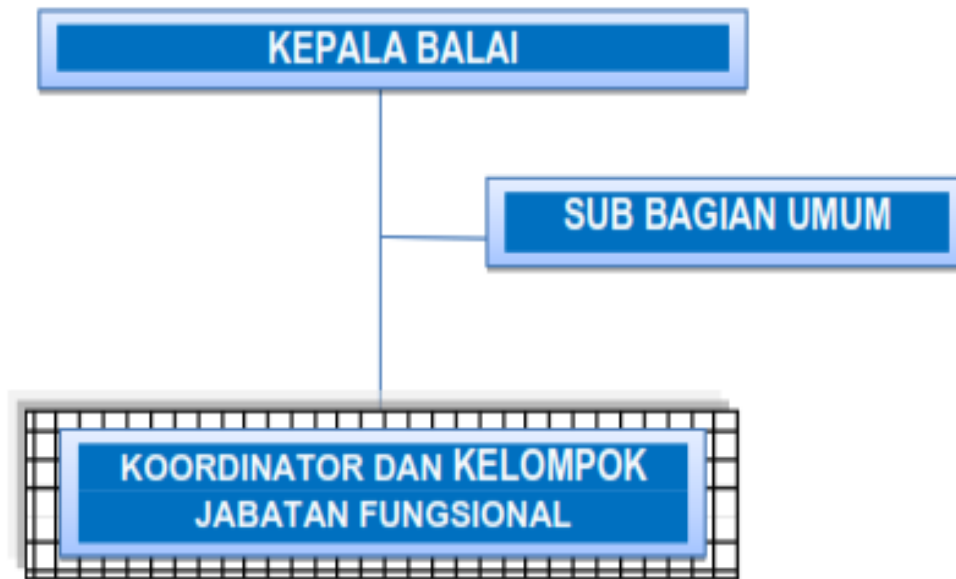 KEPALA BALAI
SUB BAGIAN UMUM
KOORDINATOR DAN KELOMPOK
JABATAN FUNGSIONAL